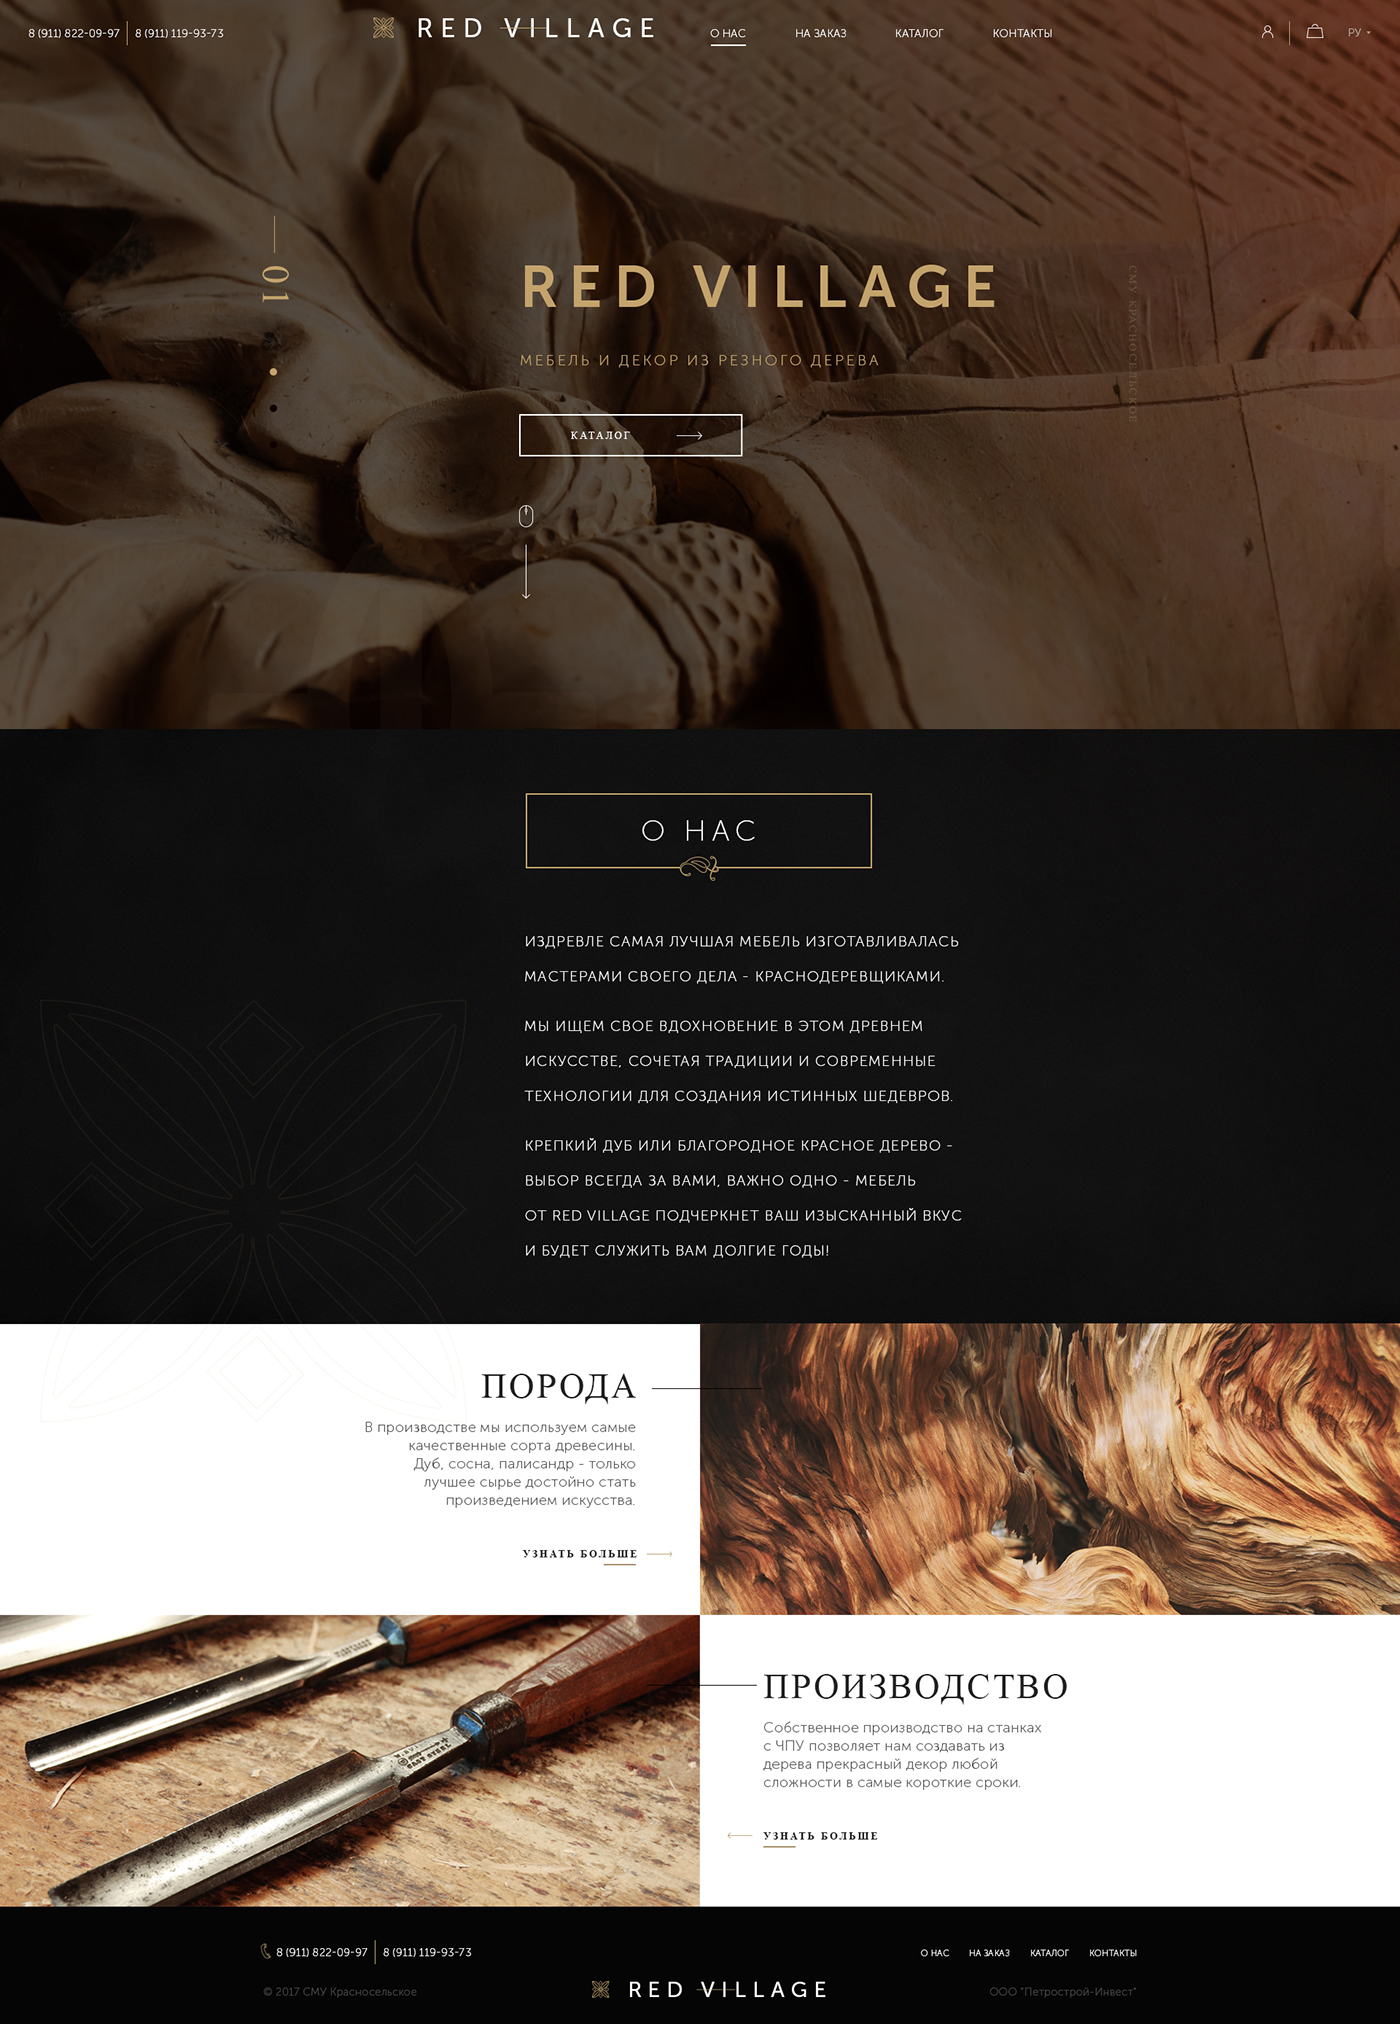 8 (911) 822-09-97 8 (911) 119-93-73
RED VILLAGE
О НАС НА ЗАКАЗ КАТАЛОГ КОНТАКТЫ
РУ
01
RED VILLAGE
МЕБЕЛЬ И ДЕКОР ИЗ РЕЗНОГО ДЕРЕВА
КАТАЛОГ
СМУ КРАСНОСЕЛЬСКОЕ
О НАС
ИЗДРЕВЛЕ САМАЯ ЛУЧШАЯ МЕБЕЛЬ ИЗГОТАВЛИВАЛАСЬ
МАСТЕРАМИ СВОЕГО ДЕЛА - КРАСНОДЕРЕВЩИКАМИ.
МЫ ИЩЕМ СВОЕ ВДОХНОВЕНИЕ В ЭТОМ ДРЕВНЕМ
ИСКУССТВЕ, СОЧЕТАЯ ТРАДИЦИИ И СОВРЕМЕННЫЕ
ТЕХНОЛОГИИ ДЛЯ СОЗДАНИЯ ИСТИННЫХ ШЕДЕВРОВ.
КРЕПКИЙ ДУБ ИЛИ БЛАГОРОДНОЕ КРАСНОЕ ДЕРЕВО -
ВЫБОР ВСЕГДА ЗА ВАМИ, ВАЖНО ОДНО - МЕБЕЛЬ
ОТ RED VILLAGE ПОДЧЕРКНЕТ ВАШ ИЗЫСКАННЫЙ ВКУС
И БУДЕТ СЛУЖИТЬ ВАМ ДОЛГИЕ ГОДЫ!
ПОРОДА
В производстве мы используем самые
качественные сорта древесины.
Дуб, сосна, палисандр - только
лучшее сырье достойно стать
произведением искусства.
УЗНАТЬ БОЛЬШЕ
CAST STEEL
ПРОИЗВОДСТВО
Собственное производство на станках
с ЧПУ позволяет нам создавать из
дерева прекрасный декор любой
сложности в самые короткие сроки.
УЗНАТЬ БОЛЬШЕ
8 (911) 822-09-97 8 (911) 119-93-73
О НАС НА ЗАКАЗ КАТАЛОГ КОНТАКТЫ
© 2017 СМУ Красносельское
RED VILLAGE
ООО "Петрострой-Инвест"